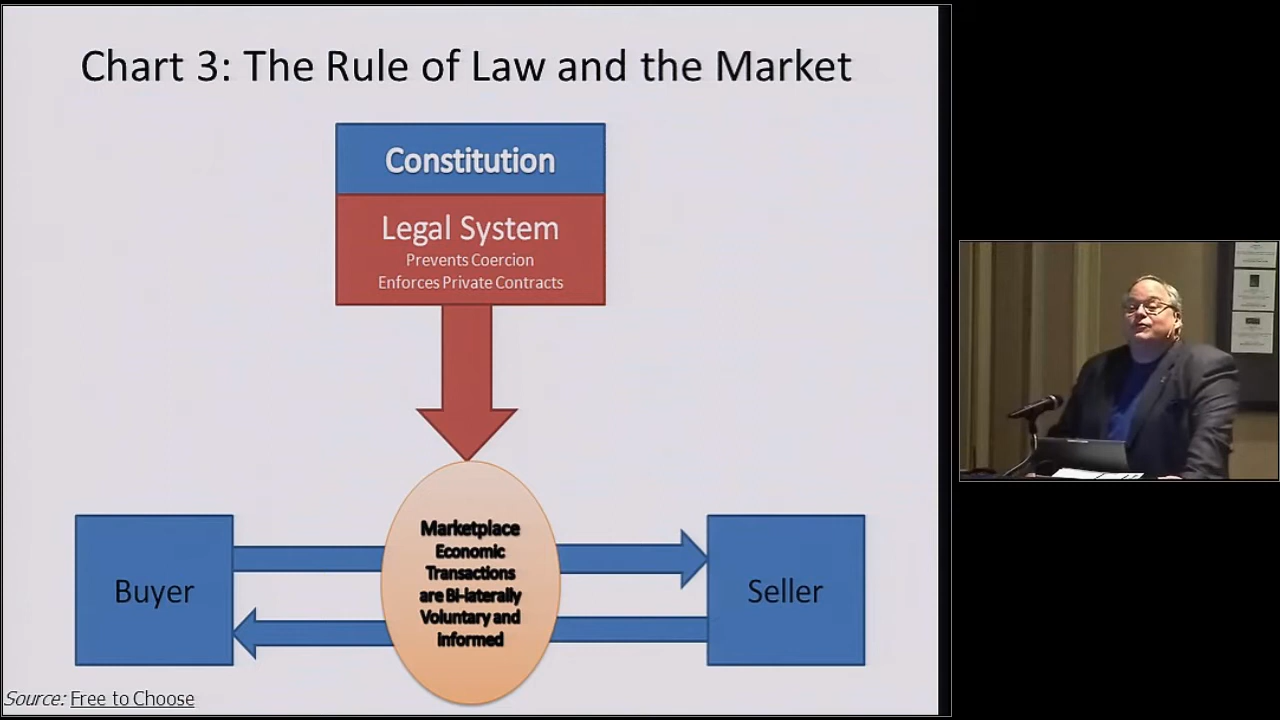 Chart 3: The Rule of Law and the Market
Constitution
Legal System
Prevents Coercion
Enforces Private Contracts
Marketplace
Economic
Transactions
are Bi-laterally
Voluntary and
informed
Buyer
Seller
Source: Free to Choose